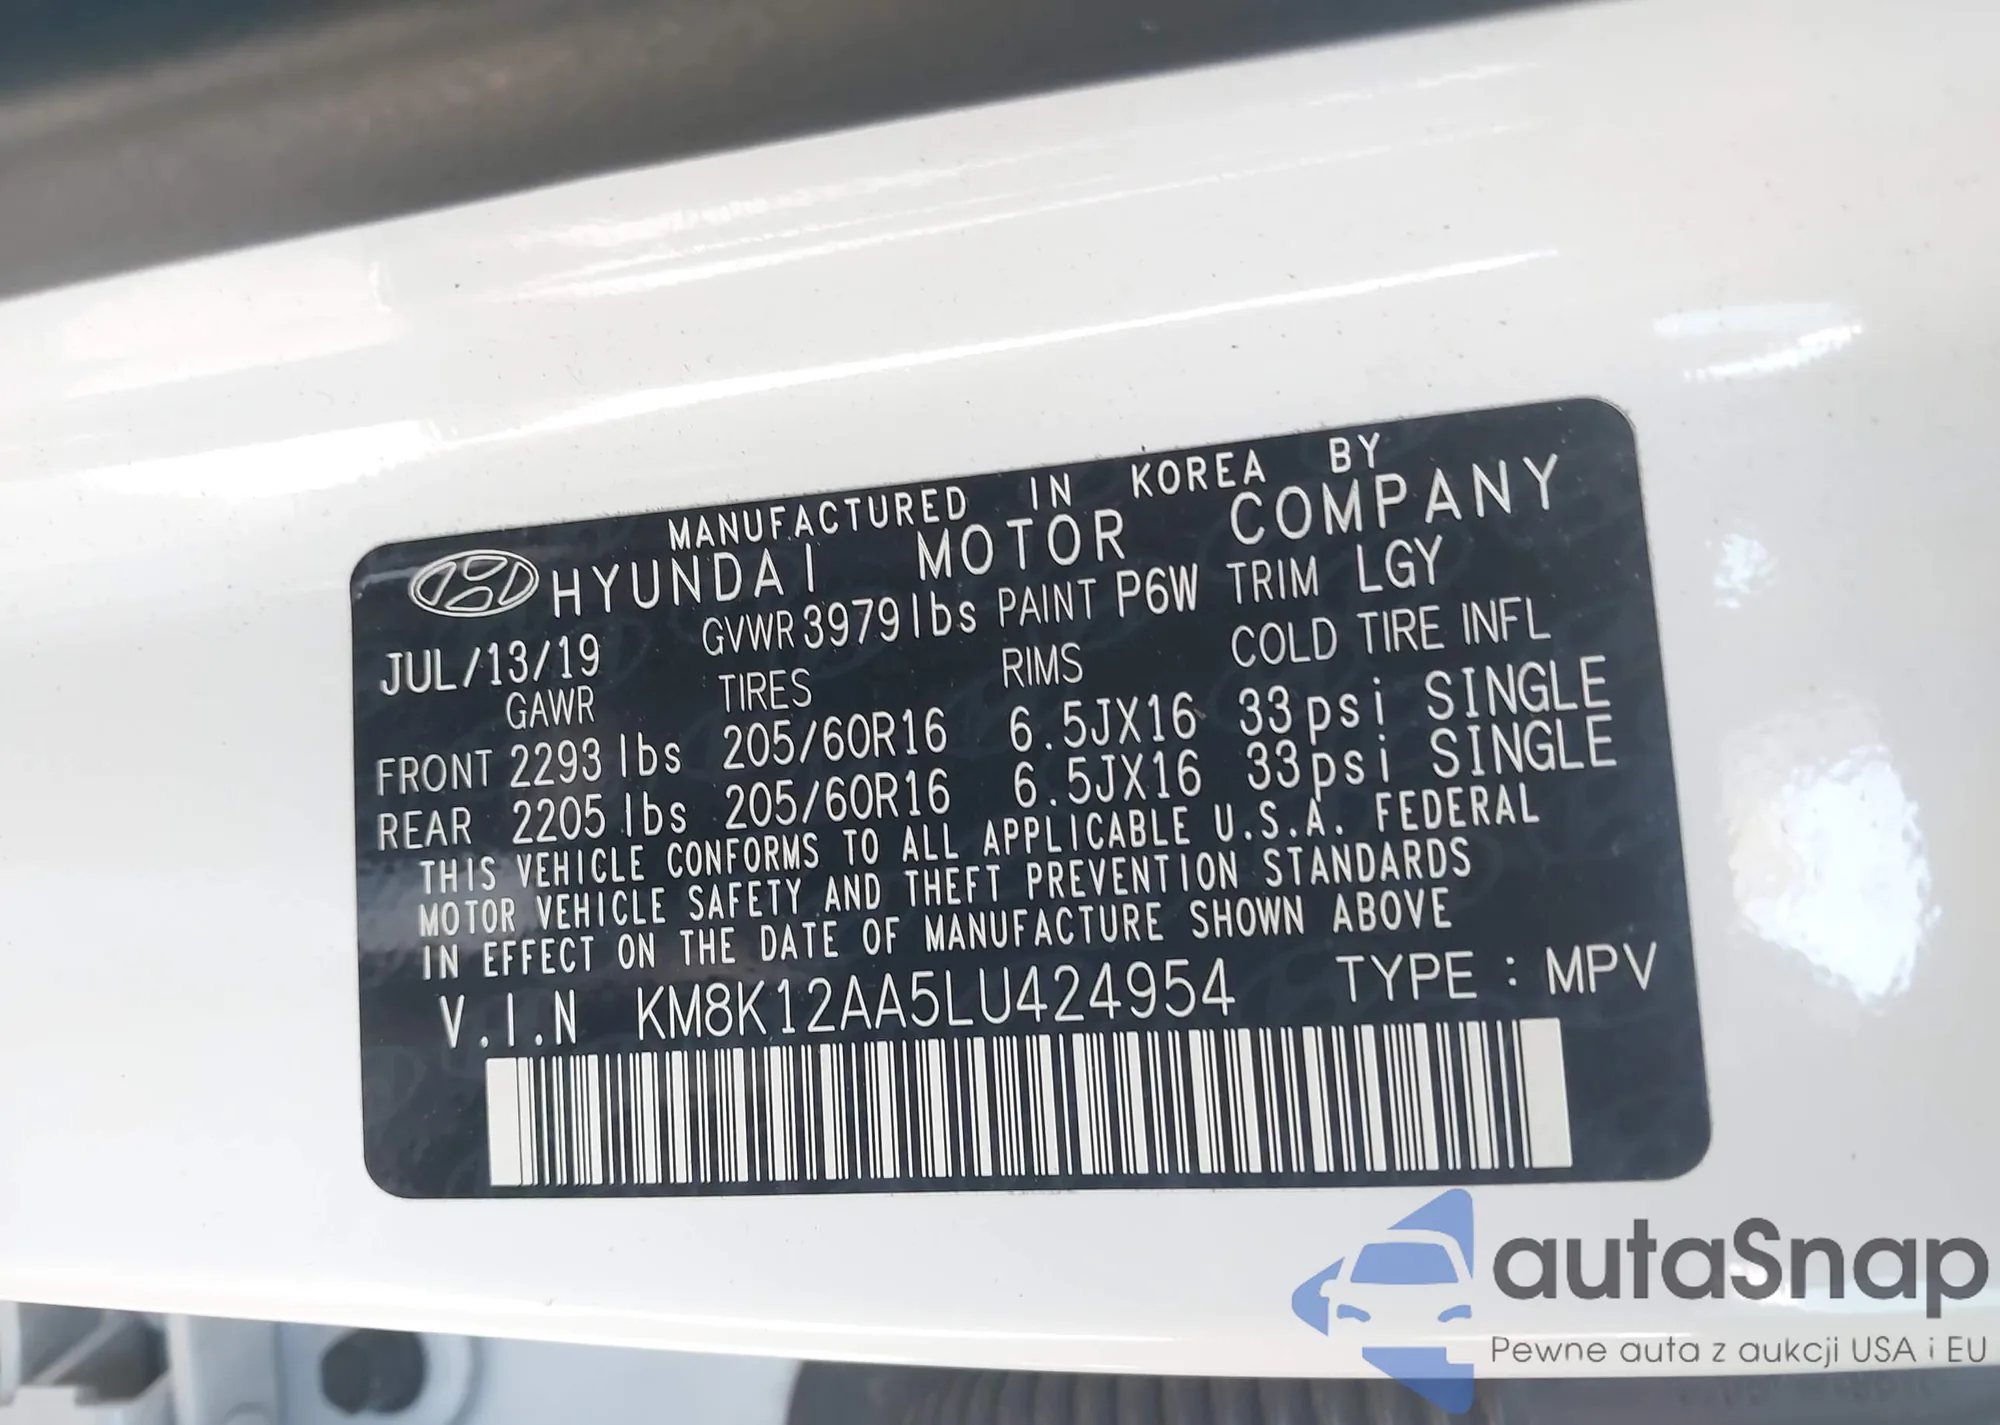 MANUFACTURED IN KOREA BY
HYUNDAI MOTOR COMPANY
JUL/13/19 GVWR 3979lbs PAINT P6W TRIM LGY
GAWR TIRES RIMS COLD TIRE INFL
FRONT 2293 lbs 205/60R16 6.5JX16 33psi SINGLE
REAR 2205 lbs 205/60R16 6.5JX16 33psi SINGLE
THIS VEHICLE CONFORMS TO ALL APPLICABLE U.S.A. FEDERAL
MOTOR VEHICLE SAFETY AND THEFT PREVENTION STANDARDS
IN EFFECT ON THE DATE OF MANUFACTURE SHOWN ABOVE
V.I.N KM8K12AA5LU424954 TYPE : MPV
autaSnap
Pewne auta z aukcji USA i EU